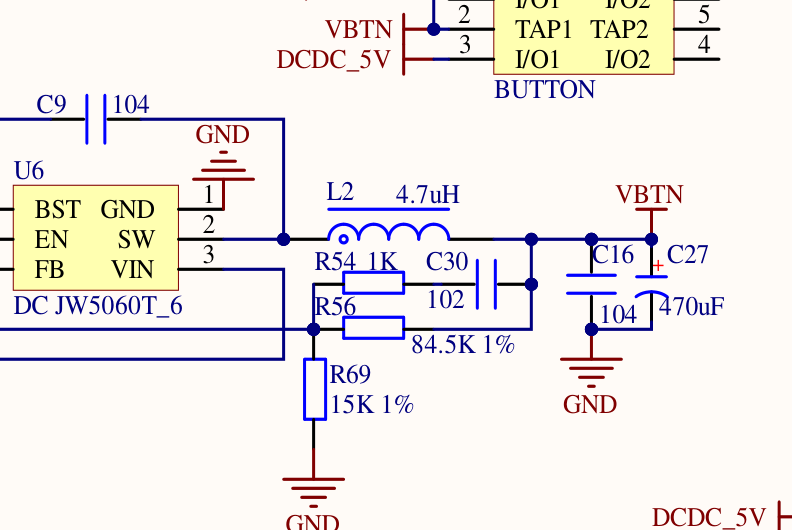 I/O1 I/O2
VBTN 2 TAP1 TAP2 5
DCDC_5V 3 I/O1 I/O2 4
BUTTON
C9 104
GND
U6
BST GND 1
EN SW 2
FB VIN 3
DC JW5060T_6
L2 4.7uH
VBTN
R54 1K C30
102
R56
84.5K 1%
C16 + C27
104 470uF
GND
R69
15K 1%
GND
DCDC_5V